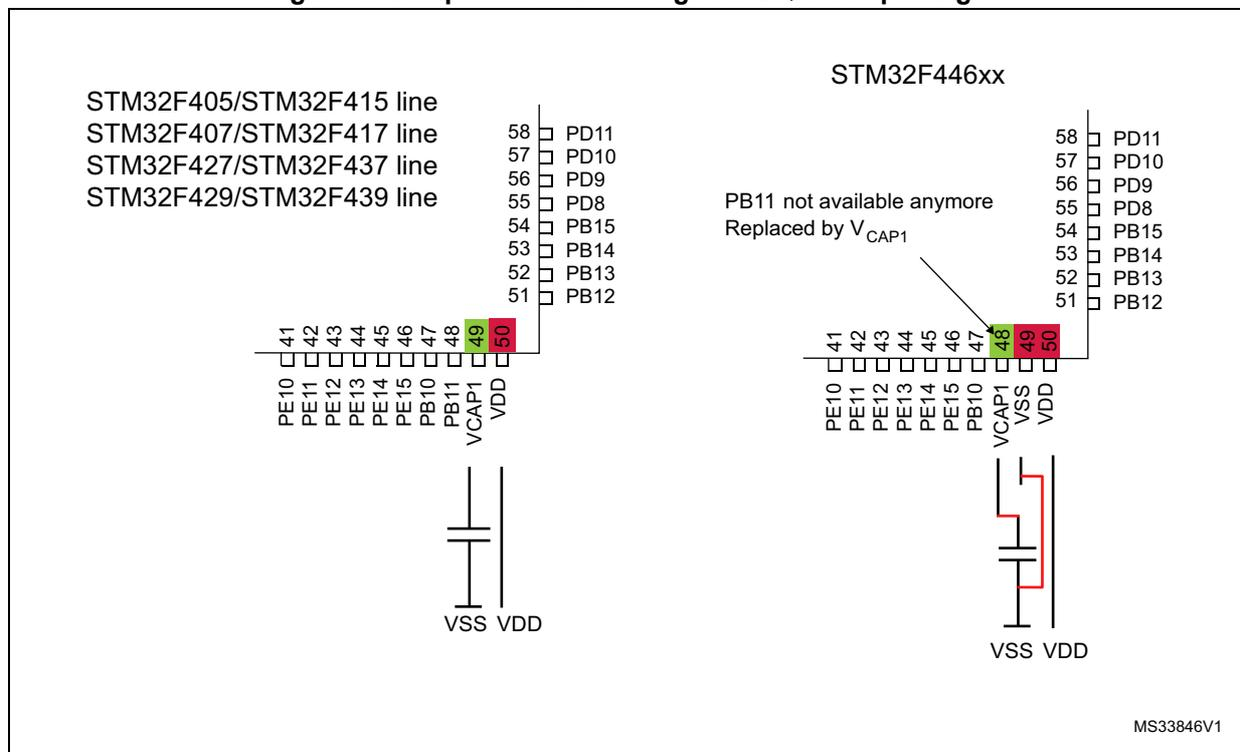 STM32F405/STM32F415 line
STM32F407/STM32F417 line
STM32F427/STM32F437 line
STM32F429/STM32F439 line
58 PD11
57 PD10
56 PD9
55 PD8
54 PB15
53 PB14
52 PB13
51 PB12
41 42 43 44 45 46 47 48 49 50
PE10 PE11 PE12 PE13 PE14 PE15 PB10 PB11 VCAP1 VDD
VSS VDD
STM32F446xx
PB11 not available anymore
Replaced by VCAP1
58 PD11
57 PD10
56 PD9
55 PD8
54 PB15
53 PB14
52 PB13
51 PB12
41 42 43 44 45 46 47 48 49 50
PE10 PE11 PE12 PE13 PE14 PE15 PB10 VCAP1 VSS VDD
VSS VDD
MS33846V1